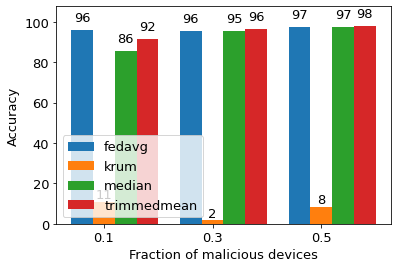 96 86 92 96 95 96 97 97 98
11 2 8
100
80
60
40
20
0
Accuracy
fedavg
krum
median
trimmedmean
0.1 0.3 0.5
Fraction of malicious devices